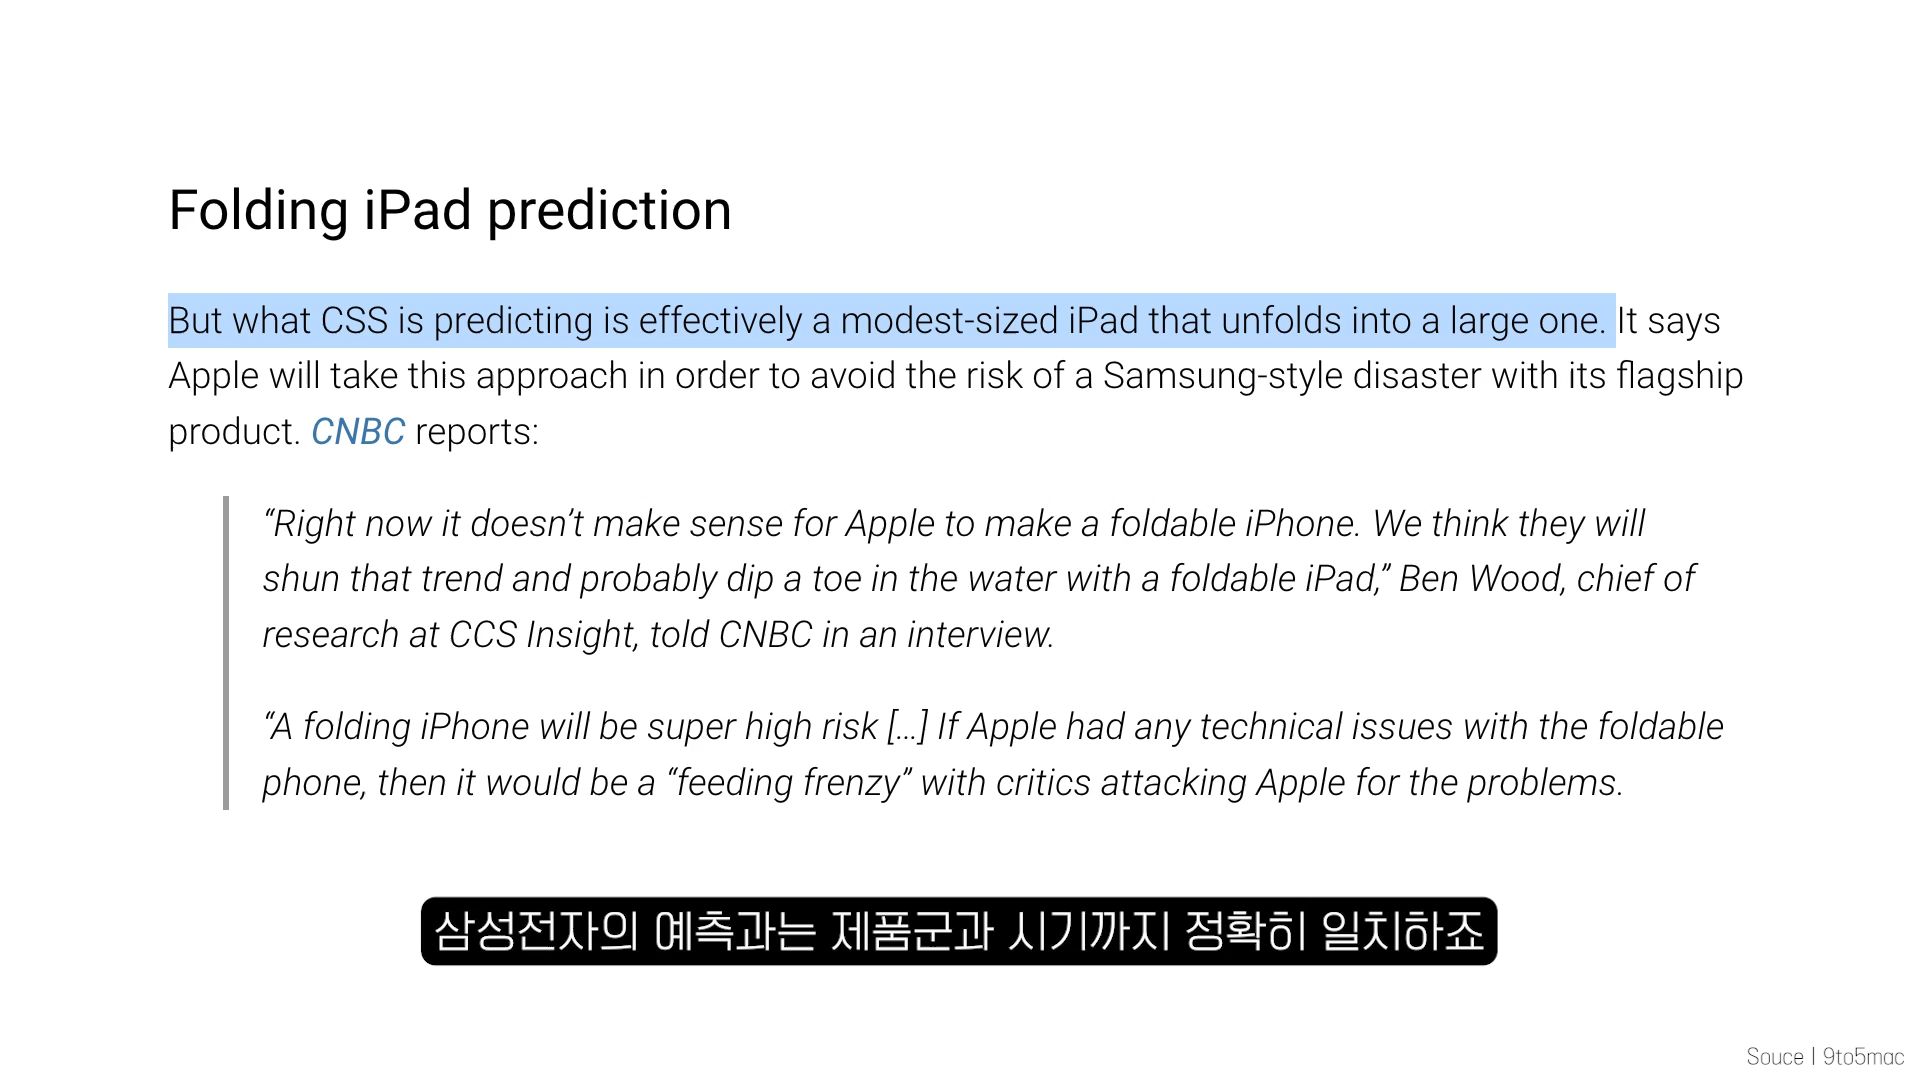 Folding iPad prediction
But what CSS is predicting is effectively a modest-sized iPad that unfolds into a large one. It says
Apple will take this approach in order to avoid the risk of a Samsung-style disaster with its flagship
product. CNBC reports:
“Right now it doesn’t make sense for Apple to make a foldable iPhone. We think they will
shun that trend and probably dip a toe in the water with a foldable iPad,” Ben Wood, chief of
research at CCS Insight, told CNBC in an interview.
“A folding iPhone will be super high risk […] If Apple had any technical issues with the foldable
phone, then it would be a “feeding frenzy” with critics attacking Apple for the problems.
삼성전자의 예측과는 제품군과 시기까지 정확히 일치하죠
Souce | 9to5mac